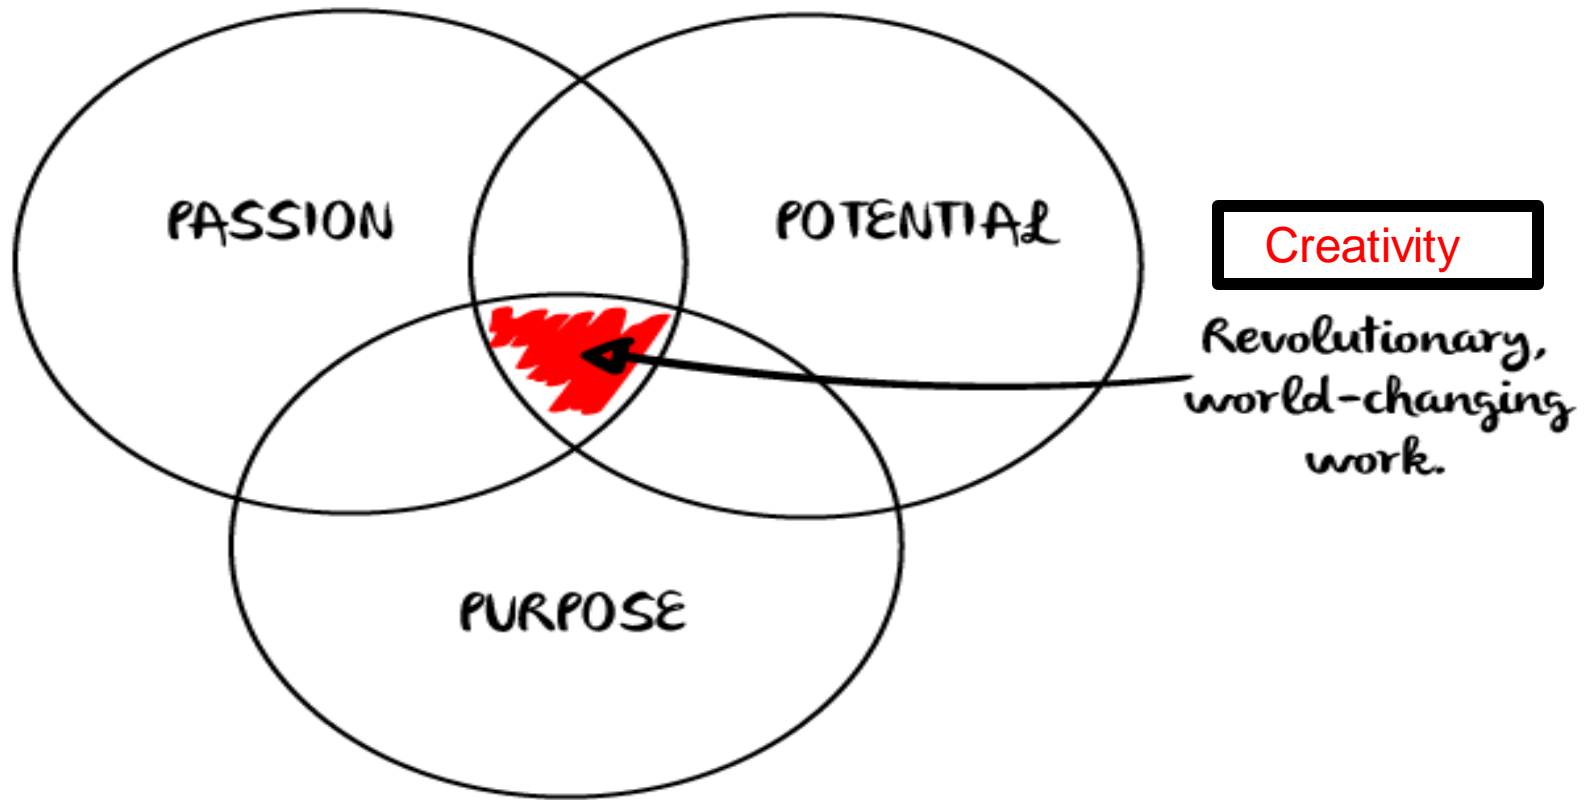 PASSION
POTENTIAL
Creativity
Revolutionary,
world-changing
work.
PURPOSE